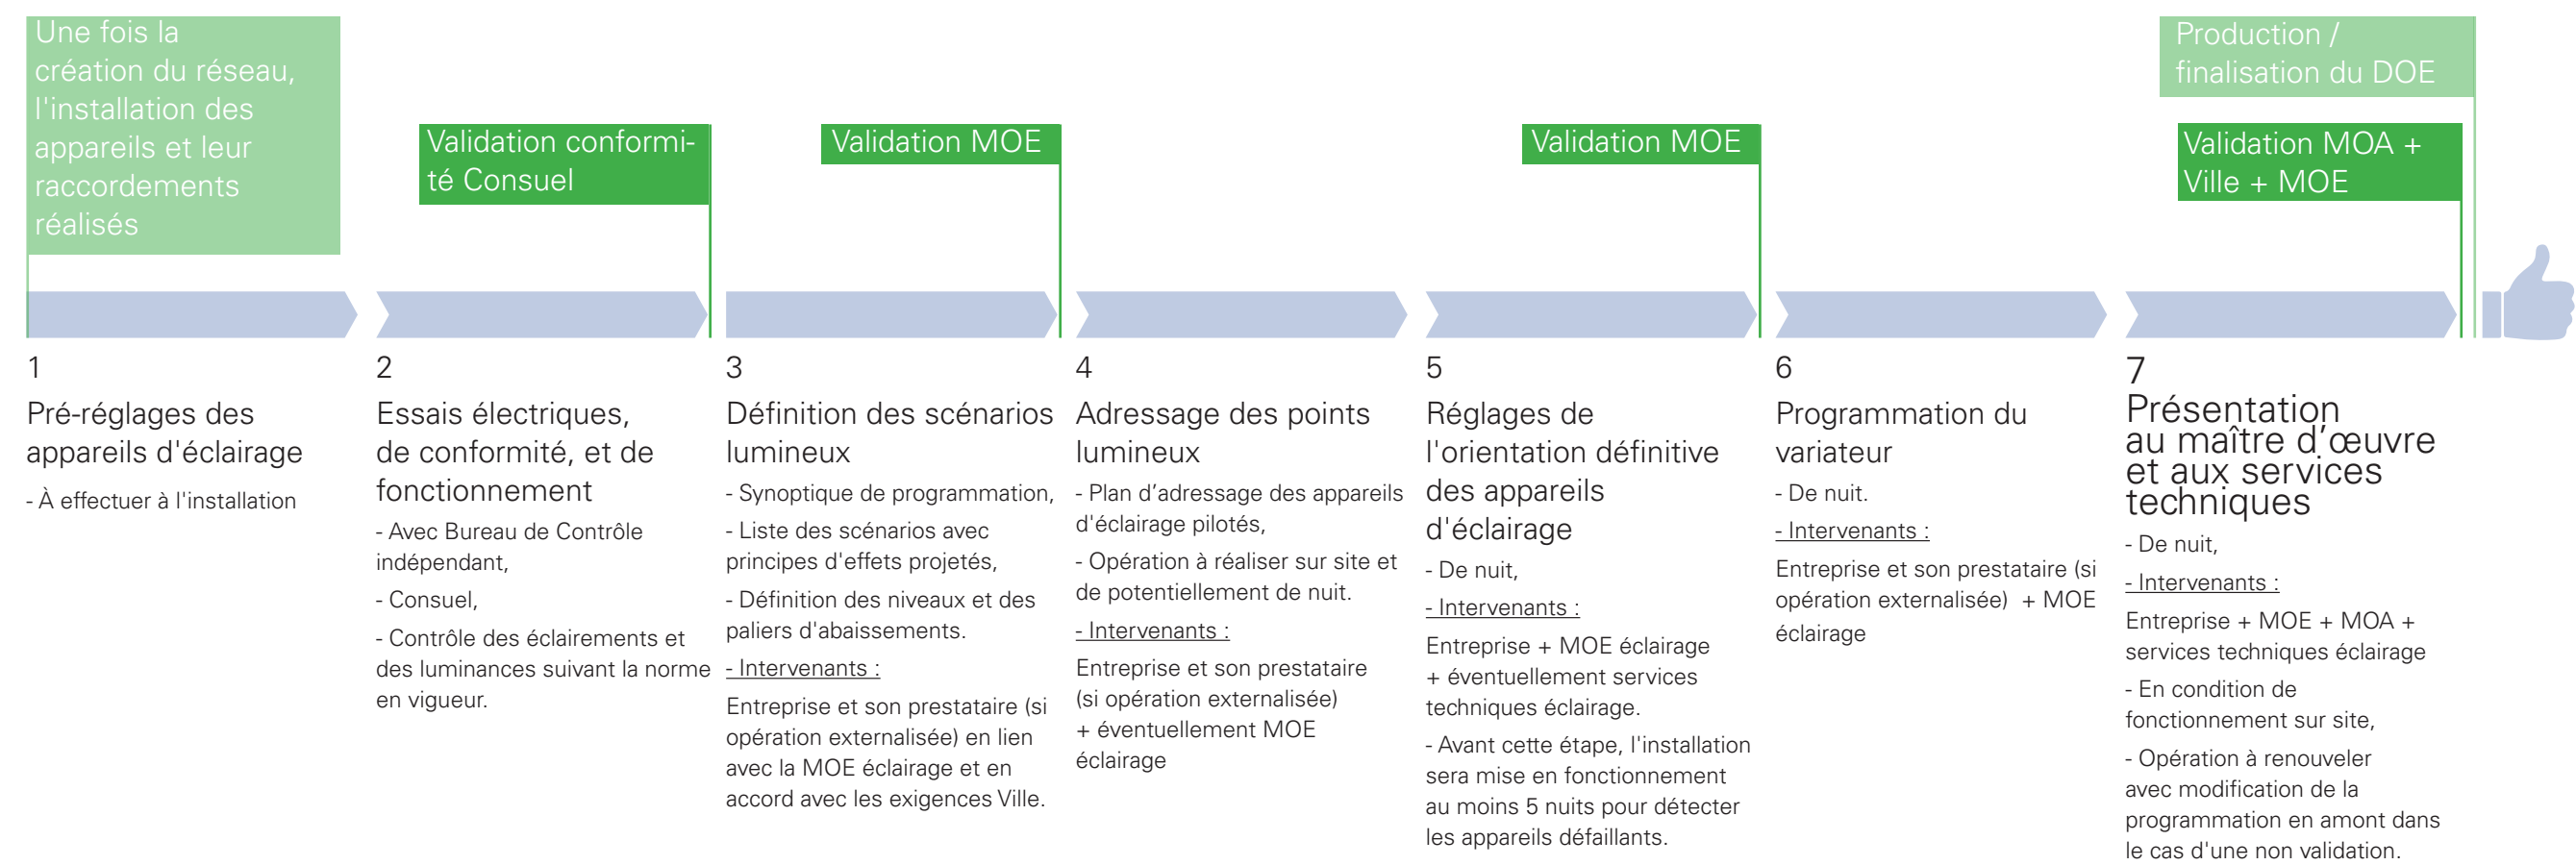 Une fois la
création du réseau,
l'installation des
appareils et leur
raccordements
réalisés
Validation conformi-
té Consuel
Validation MOE
Validation MOE
Production /
finalisation du DOE
Validation MOA +
Ville + MOE
1
Pré-réglages des
appareils d'éclairage
- À effectuer à l'installation
2
Essais électriques,
de conformité, et de
fonctionnement
- Avec Bureau de Contrôle
indépendant,
- Consuel,
- Contrôle des éclairements et
des luminances suivant la norme
en vigueur.
3
Définition des scénarios
lumineux
- Synoptique de programmation,
- Liste des scénarios avec
principes d'effets projetés,
- Définition des niveaux et des
paliers d'abaissements.
- Intervenants :
Entreprise et son prestataire (si
opération externalisée) en lien
avec la MOE éclairage et en
accord avec les exigences Ville.
4
Adressage des points
lumineux
- Plan d’adressage des appareils
d'éclairage pilotés,
- Opération à réaliser sur site et
de potentiellement de nuit.
- Intervenants :
Entreprise et son prestataire
(si opération externalisée)
+ éventuellement MOE
éclairage
5
Réglages de
l'orientation définitive
des appareils
d'éclairage
- De nuit,
- Intervenants :
Entreprise + MOE éclairage
+ éventuellement services
techniques éclairage.
- Avant cette étape, l'installation
sera mise en fonctionnement
au moins 5 nuits pour détecter
les appareils défaillants.
6
Programmation du
variateur
- De nuit.
- Intervenants :
Entreprise et son prestataire (si
opération externalisée) + MOE
éclairage
7
Présentation
au maître d’œuvre
et aux services
techniques
- De nuit,
- Intervenants :
Entreprise + MOE + MOA +
services techniques éclairage
- En condition de
fonctionnement sur site,
- Opération à renouveler
avec modification de la
programmation en amont dans
le cas d'une non validation.